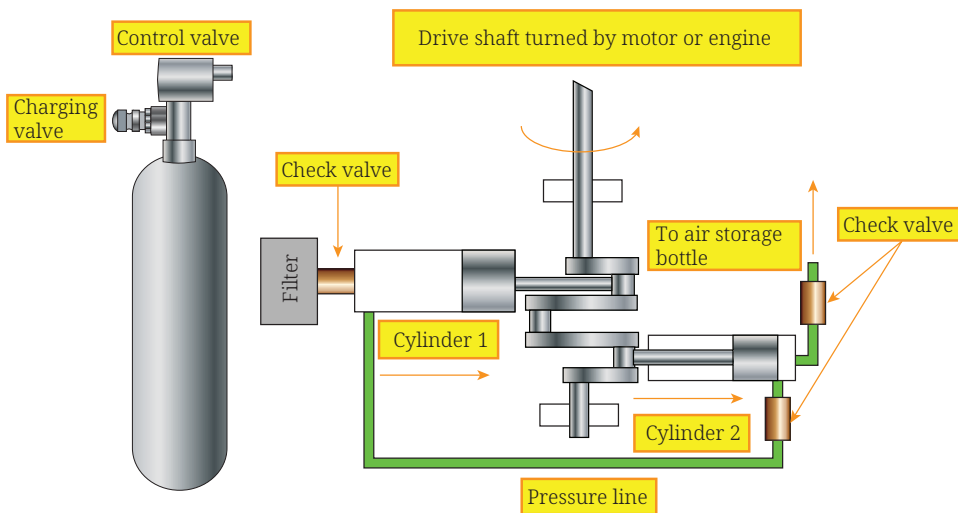 Control valve
Drive shaft turned by motor or engine
Charging
valve
Check valve
To air storage
bottle
Check valve
Filter
Cylinder 1
Cylinder 2
Pressure line